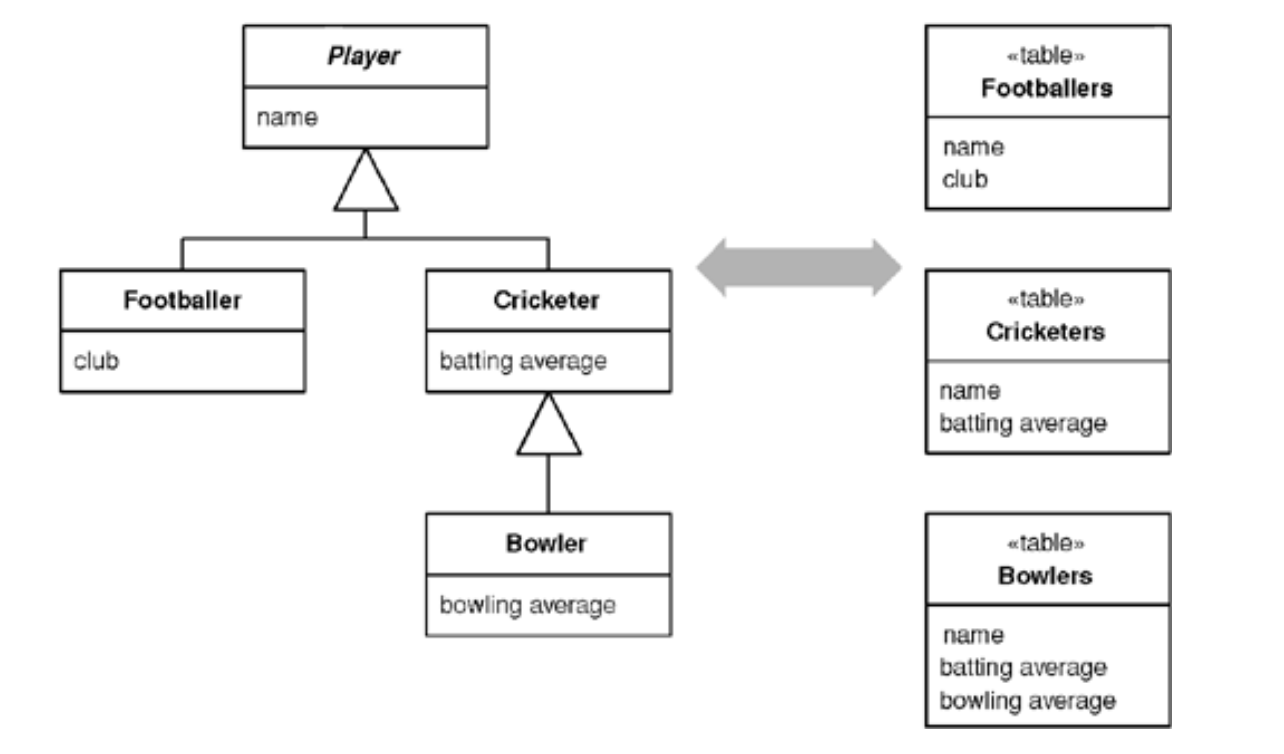 Player
name
Footballer
club
Cricketer
batting average
Bowler
bowling average
«table»
Footballers
name
club
«table»
Cricketers
name
batting average
«table»
Bowlers
name
batting average
bowling average